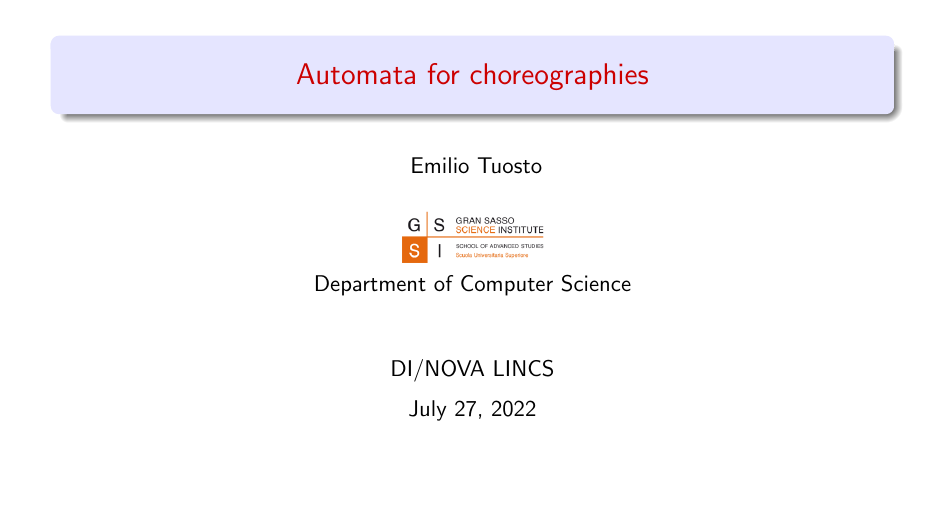 Automata for choreographies
Emilio Tuosto
G S
S I
GRAN SASSO
SCIENCE INSTITUTE
SCHOOL OF ADVANCED STUDIES
Scuola Universitaria Superiore
Department of Computer Science
DI/NOVA LINCS
July 27, 2022